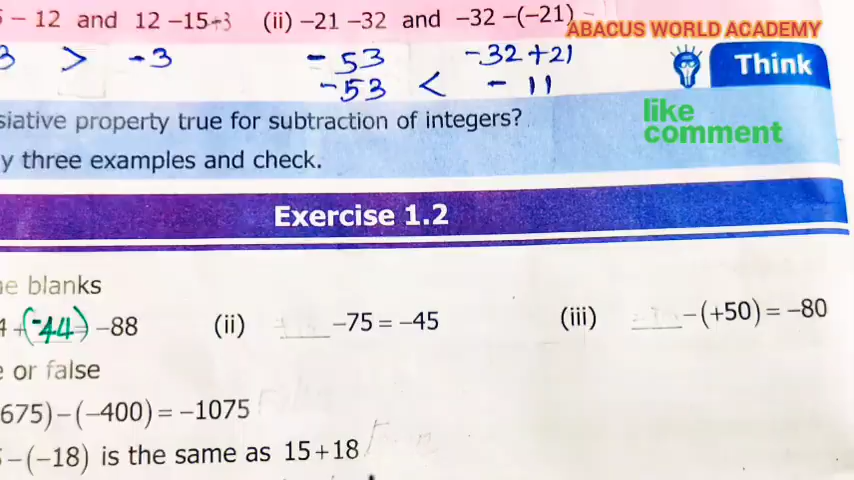 – 12 and 12 –15+3 (ii) –21 –32 and –32 –(–21)
ABACUS WORLD ACADEMY
3 > -3 -53 -32+21
-53 < -11
Think
like
comment
siative property true for subtraction of integers?
y three examples and check.
Exercise 1.2
e blanks
4 +(-44) = –88 (ii) ____ –75 = –45 (iii) ____ –(+50) = –80
e or false
675) – (–400) = –1075
–(–18) is the same as 15+18